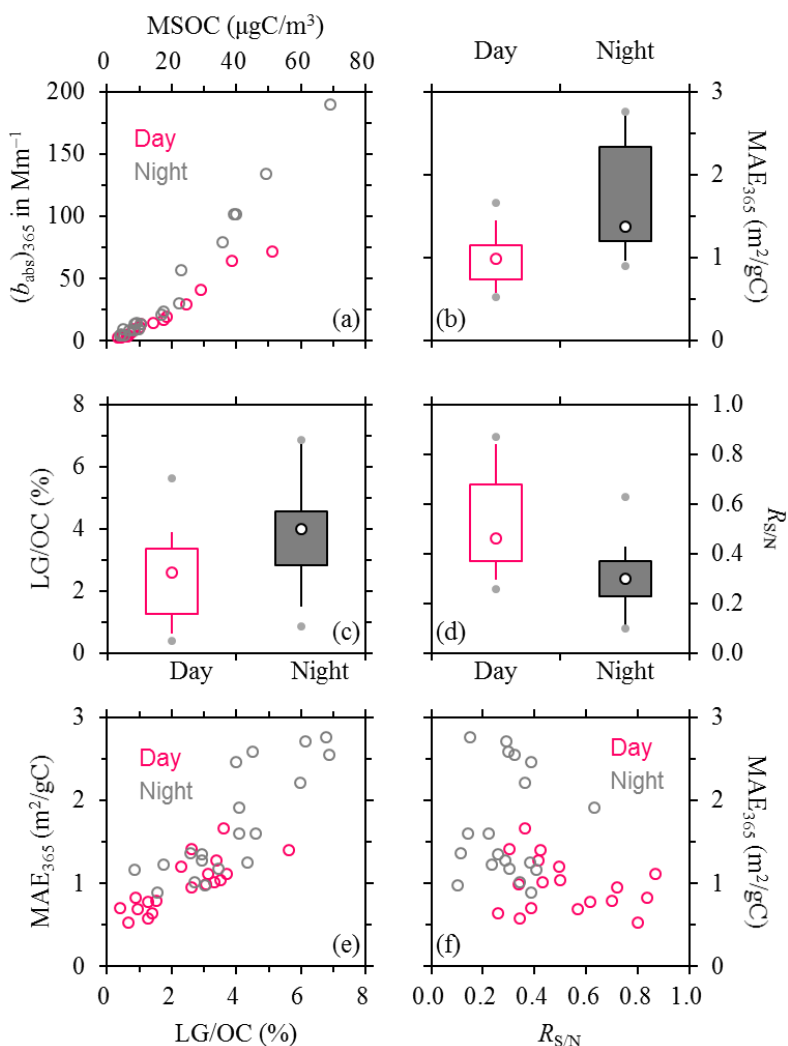 MSOC (μgC/m³)
0 20 40 60 80
Day Night
200
150
100
50
0
(b_abs)₃₆₅ in Mm⁻¹
Day
Night
(a)
3
2
1
0
MAE₃₆₅ (m²/gC)
(b)
8
6
4
2
0
LG/OC (%)
(c)
Day Night
1.0
0.8
0.6
0.4
0.2
0.0
R_S/N
(d)
Day Night
3
2
1
0
MAE₃₆₅ (m²/gC)
Day
Night
(e)
0 2 4 6 8
LG/OC (%)
Day
Night
(f)
3
2
1
0
MAE₃₆₅ (m²/gC)
0.0 0.2 0.4 0.6 0.8 1.0
R_S/N